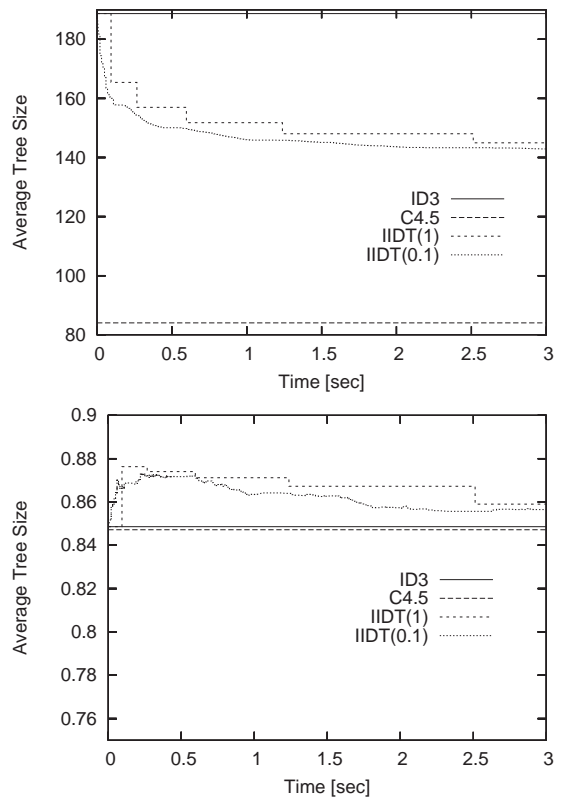 180
160
140
120
100
80
Average Tree Size
ID3
C4.5
IIDT(1)
IIDT(0.1)
0 0.5 1 1.5 2 2.5 3
Time [sec]
0.9
0.88
0.86
0.84
0.82
0.8
0.78
0.76
Average Tree Size
ID3
C4.5
IIDT(1)
IIDT(0.1)
0 0.5 1 1.5 2 2.5 3
Time [sec]